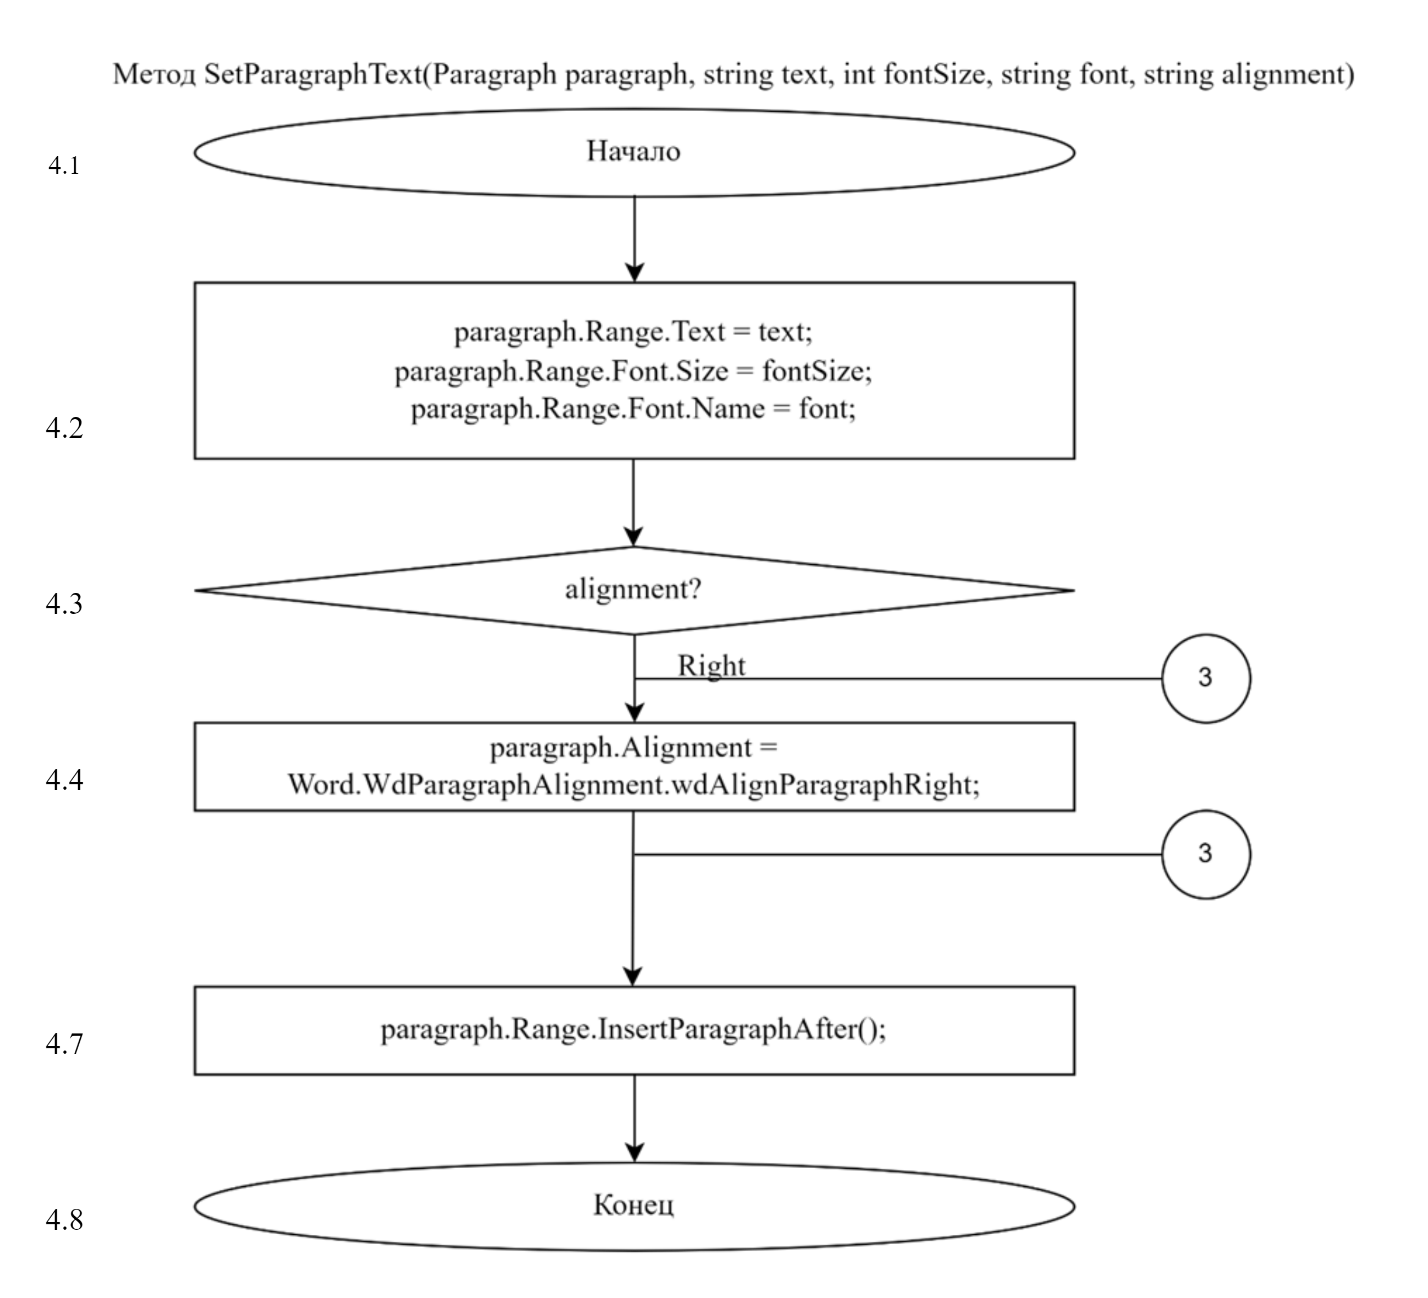 Метод SetParagraphText(Paragraph paragraph, string text, int fontSize, string font, string alignment)
4.1
Начало
paragraph.Range.Text = text;
paragraph.Range.Font.Size = fontSize;
paragraph.Range.Font.Name = font;
4.2
alignment?
4.3
Right
3
paragraph.Alignment =
Word.WdParagraphAlignment.wdAlignParagraphRight;
4.4
3
paragraph.Range.InsertParagraphAfter();
4.7
Конец
4.8